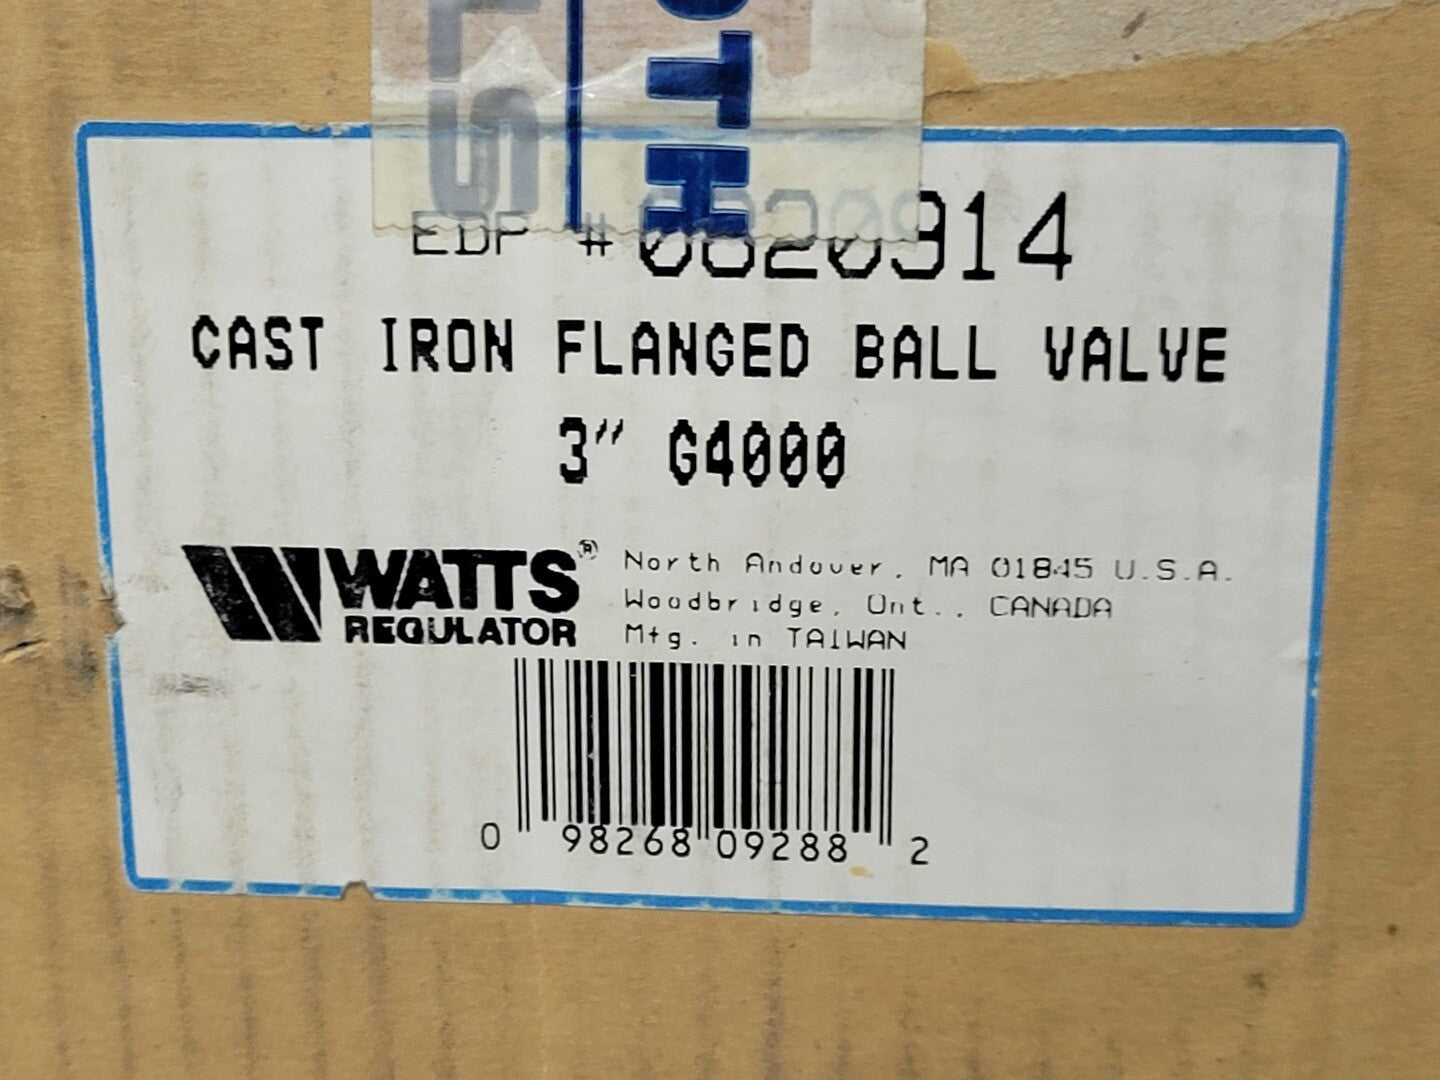 EDP #0820914
CAST IRON FLANGED BALL VALVE
3" G4000
WATTS®
REGULATOR
North Andover, MA 01845 U.S.A.
Woodbridge, Ont., CANADA
Mfg. in TAIWAN
0 98268 09288 2